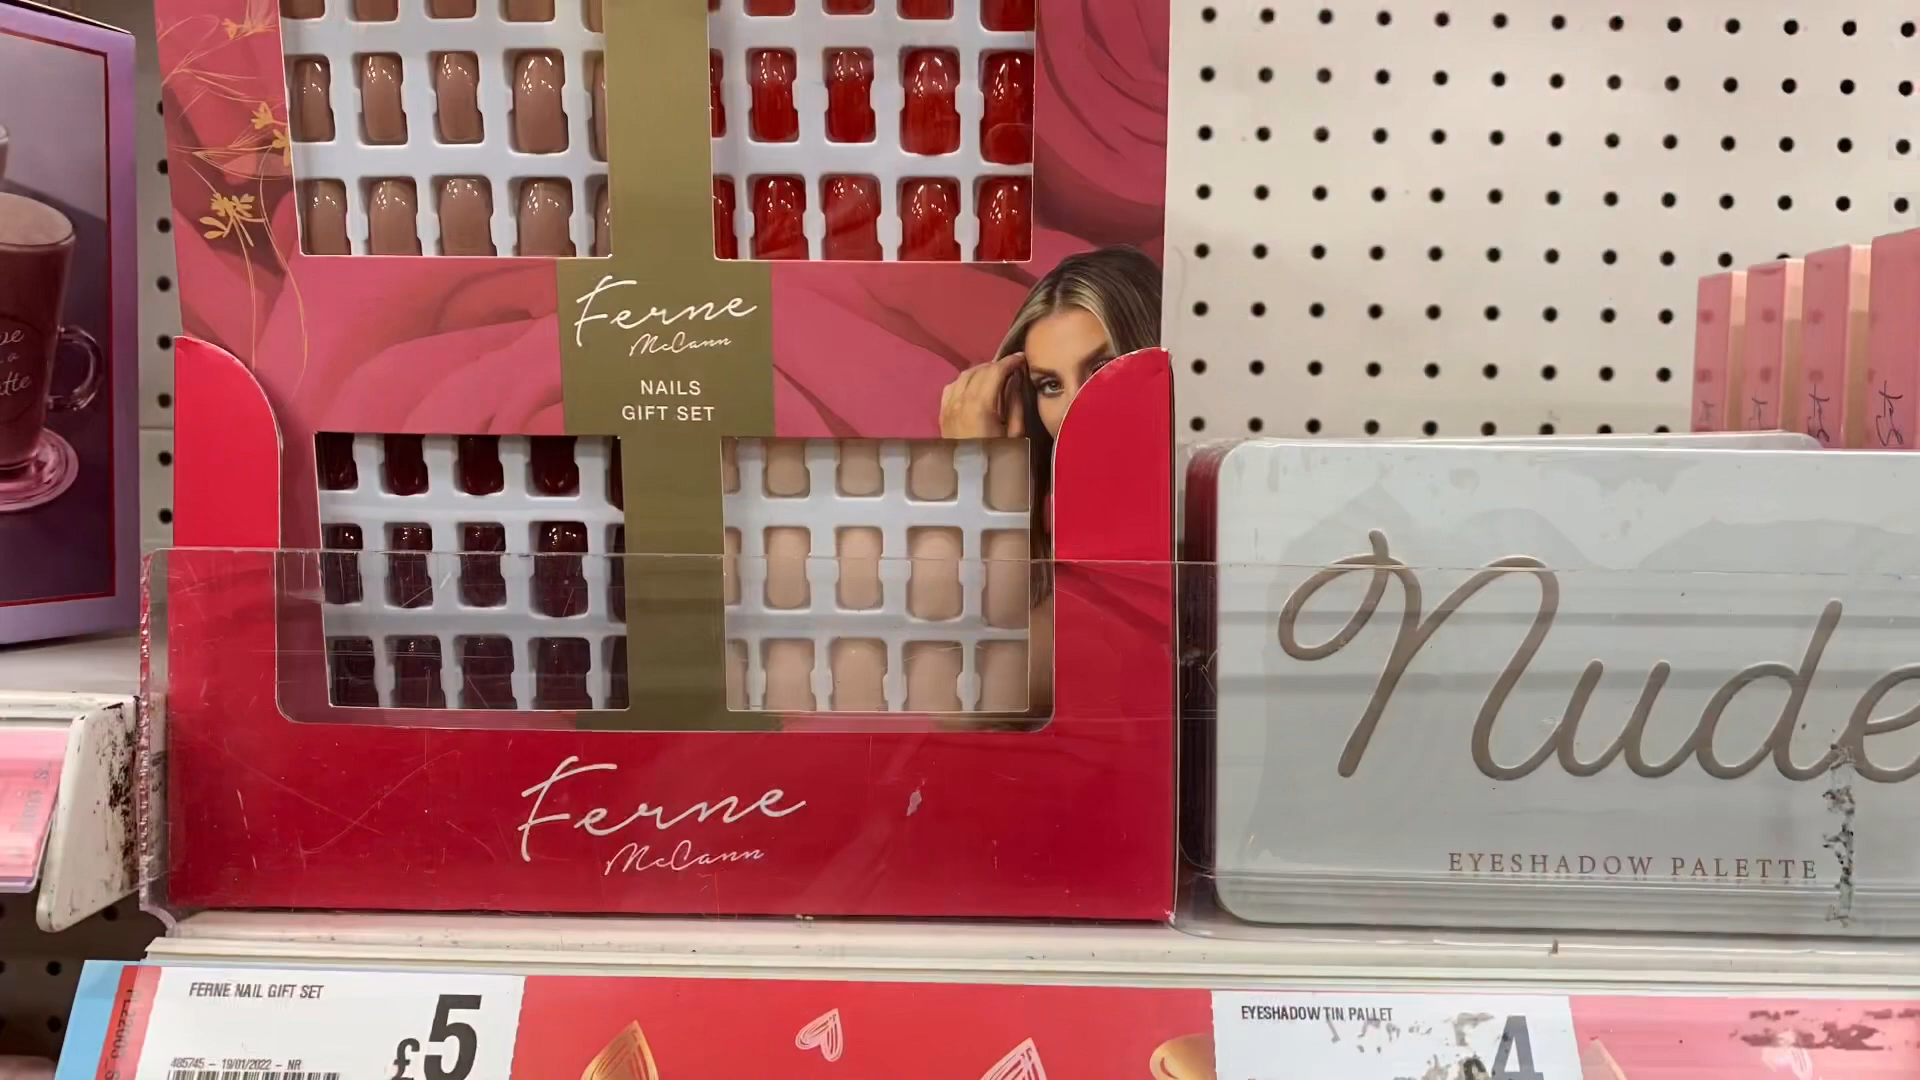 Ferne
McCann
NAILS
GIFT SET
Ferne
McCann
Nude
EYESHADOW PALETTE
FERNE NAIL GIFT SET
£5
485745 - 19/01/2022 - NR
EYESHADOW TIN PALLET
£4